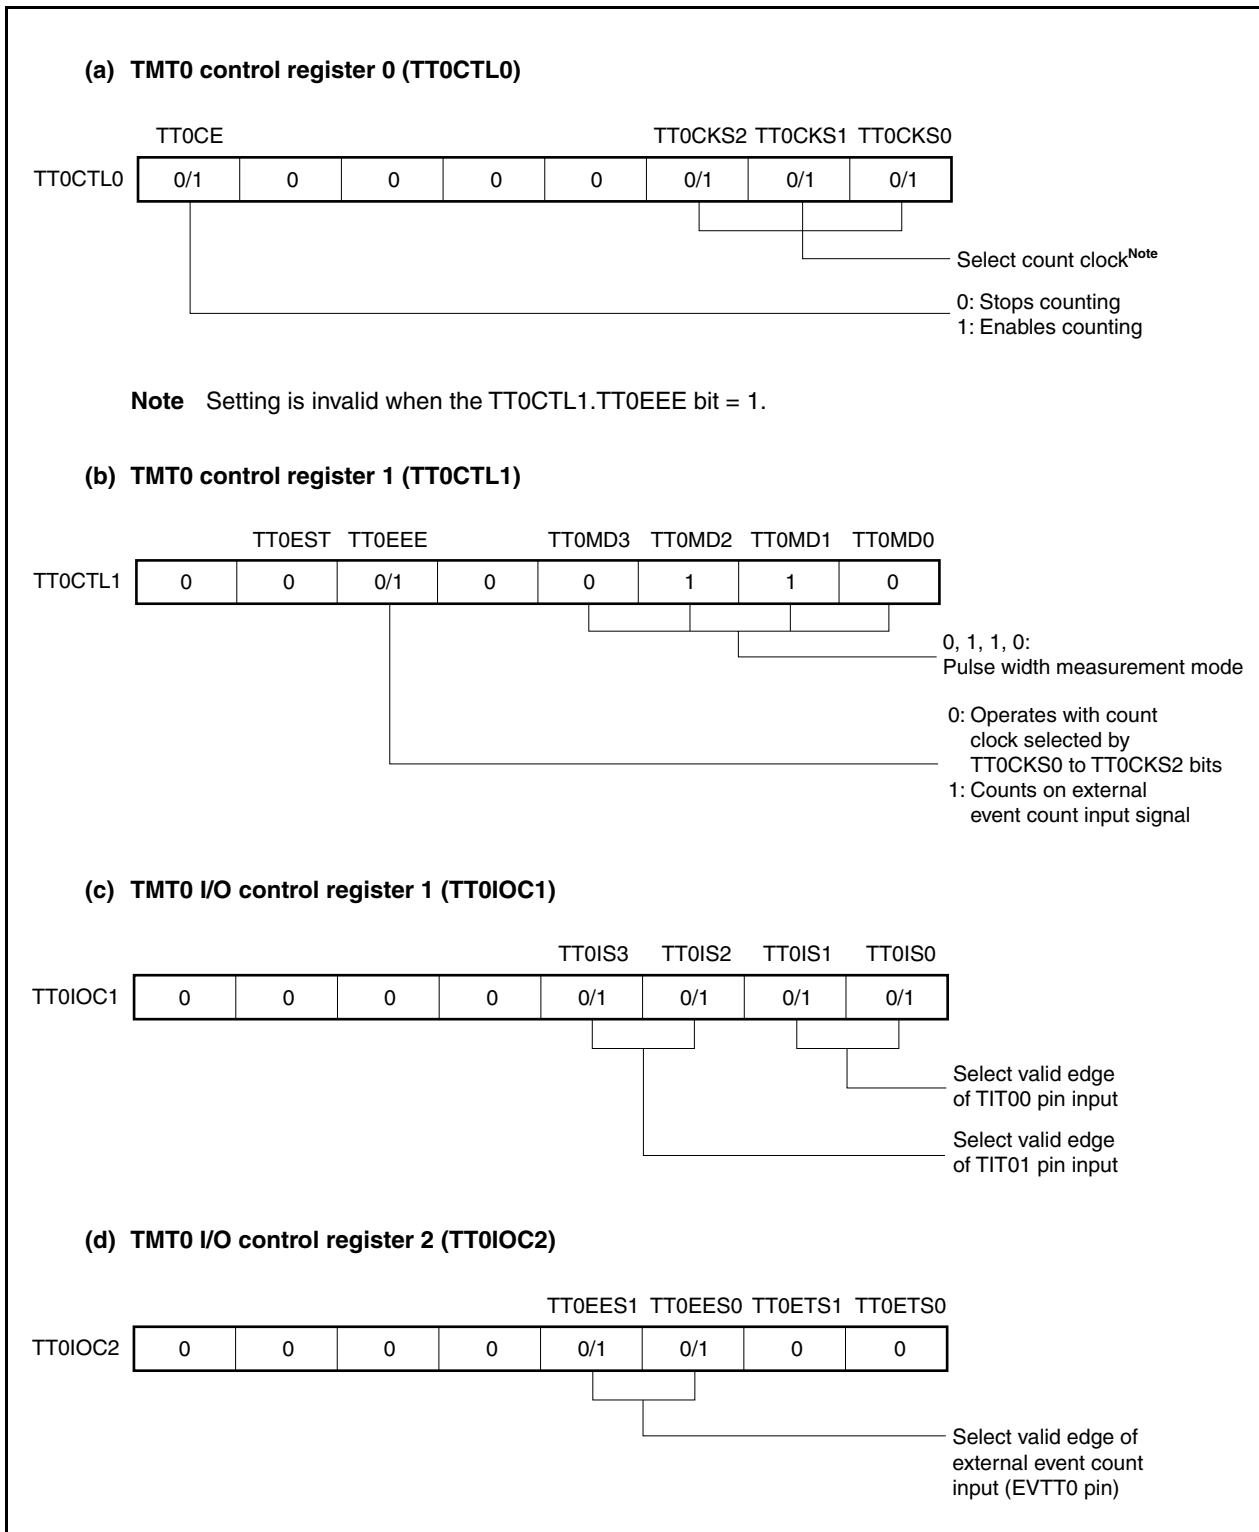 (a) TMT0 control register 0 (TT0CTL0)
TT0CE TT0CKS2 TT0CKS1 TT0CKS0
TT0CTL0 0/1 0 0 0 0 0/1 0/1 0/1
Select count clockNote
0: Stops counting
1: Enables counting
Note Setting is invalid when the TT0CTL1.TT0EEE bit = 1.
(b) TMT0 control register 1 (TT0CTL1)
TT0EST TT0EEE TT0MD3 TT0MD2 TT0MD1 TT0MD0
TT0CTL1 0 0 0/1 0 0 1 1 0
0, 1, 1, 0:
Pulse width measurement mode
0: Operates with count
clock selected by
TT0CKS0 to TT0CKS2 bits
1: Counts on external
event count input signal
(c) TMT0 I/O control register 1 (TT0IOC1)
TT0IS3 TT0IS2 TT0IS1 TT0IS0
TT0IOC1 0 0 0 0 0/1 0/1 0/1 0/1
Select valid edge
of TIT00 pin input
Select valid edge
of TIT01 pin input
(d) TMT0 I/O control register 2 (TT0IOC2)
TT0EES1 TT0EES0 TT0ETS1 TT0ETS0
TT0IOC2 0 0 0 0 0/1 0/1 0 0
Select valid edge of
external event count
input (EVTT0 pin)